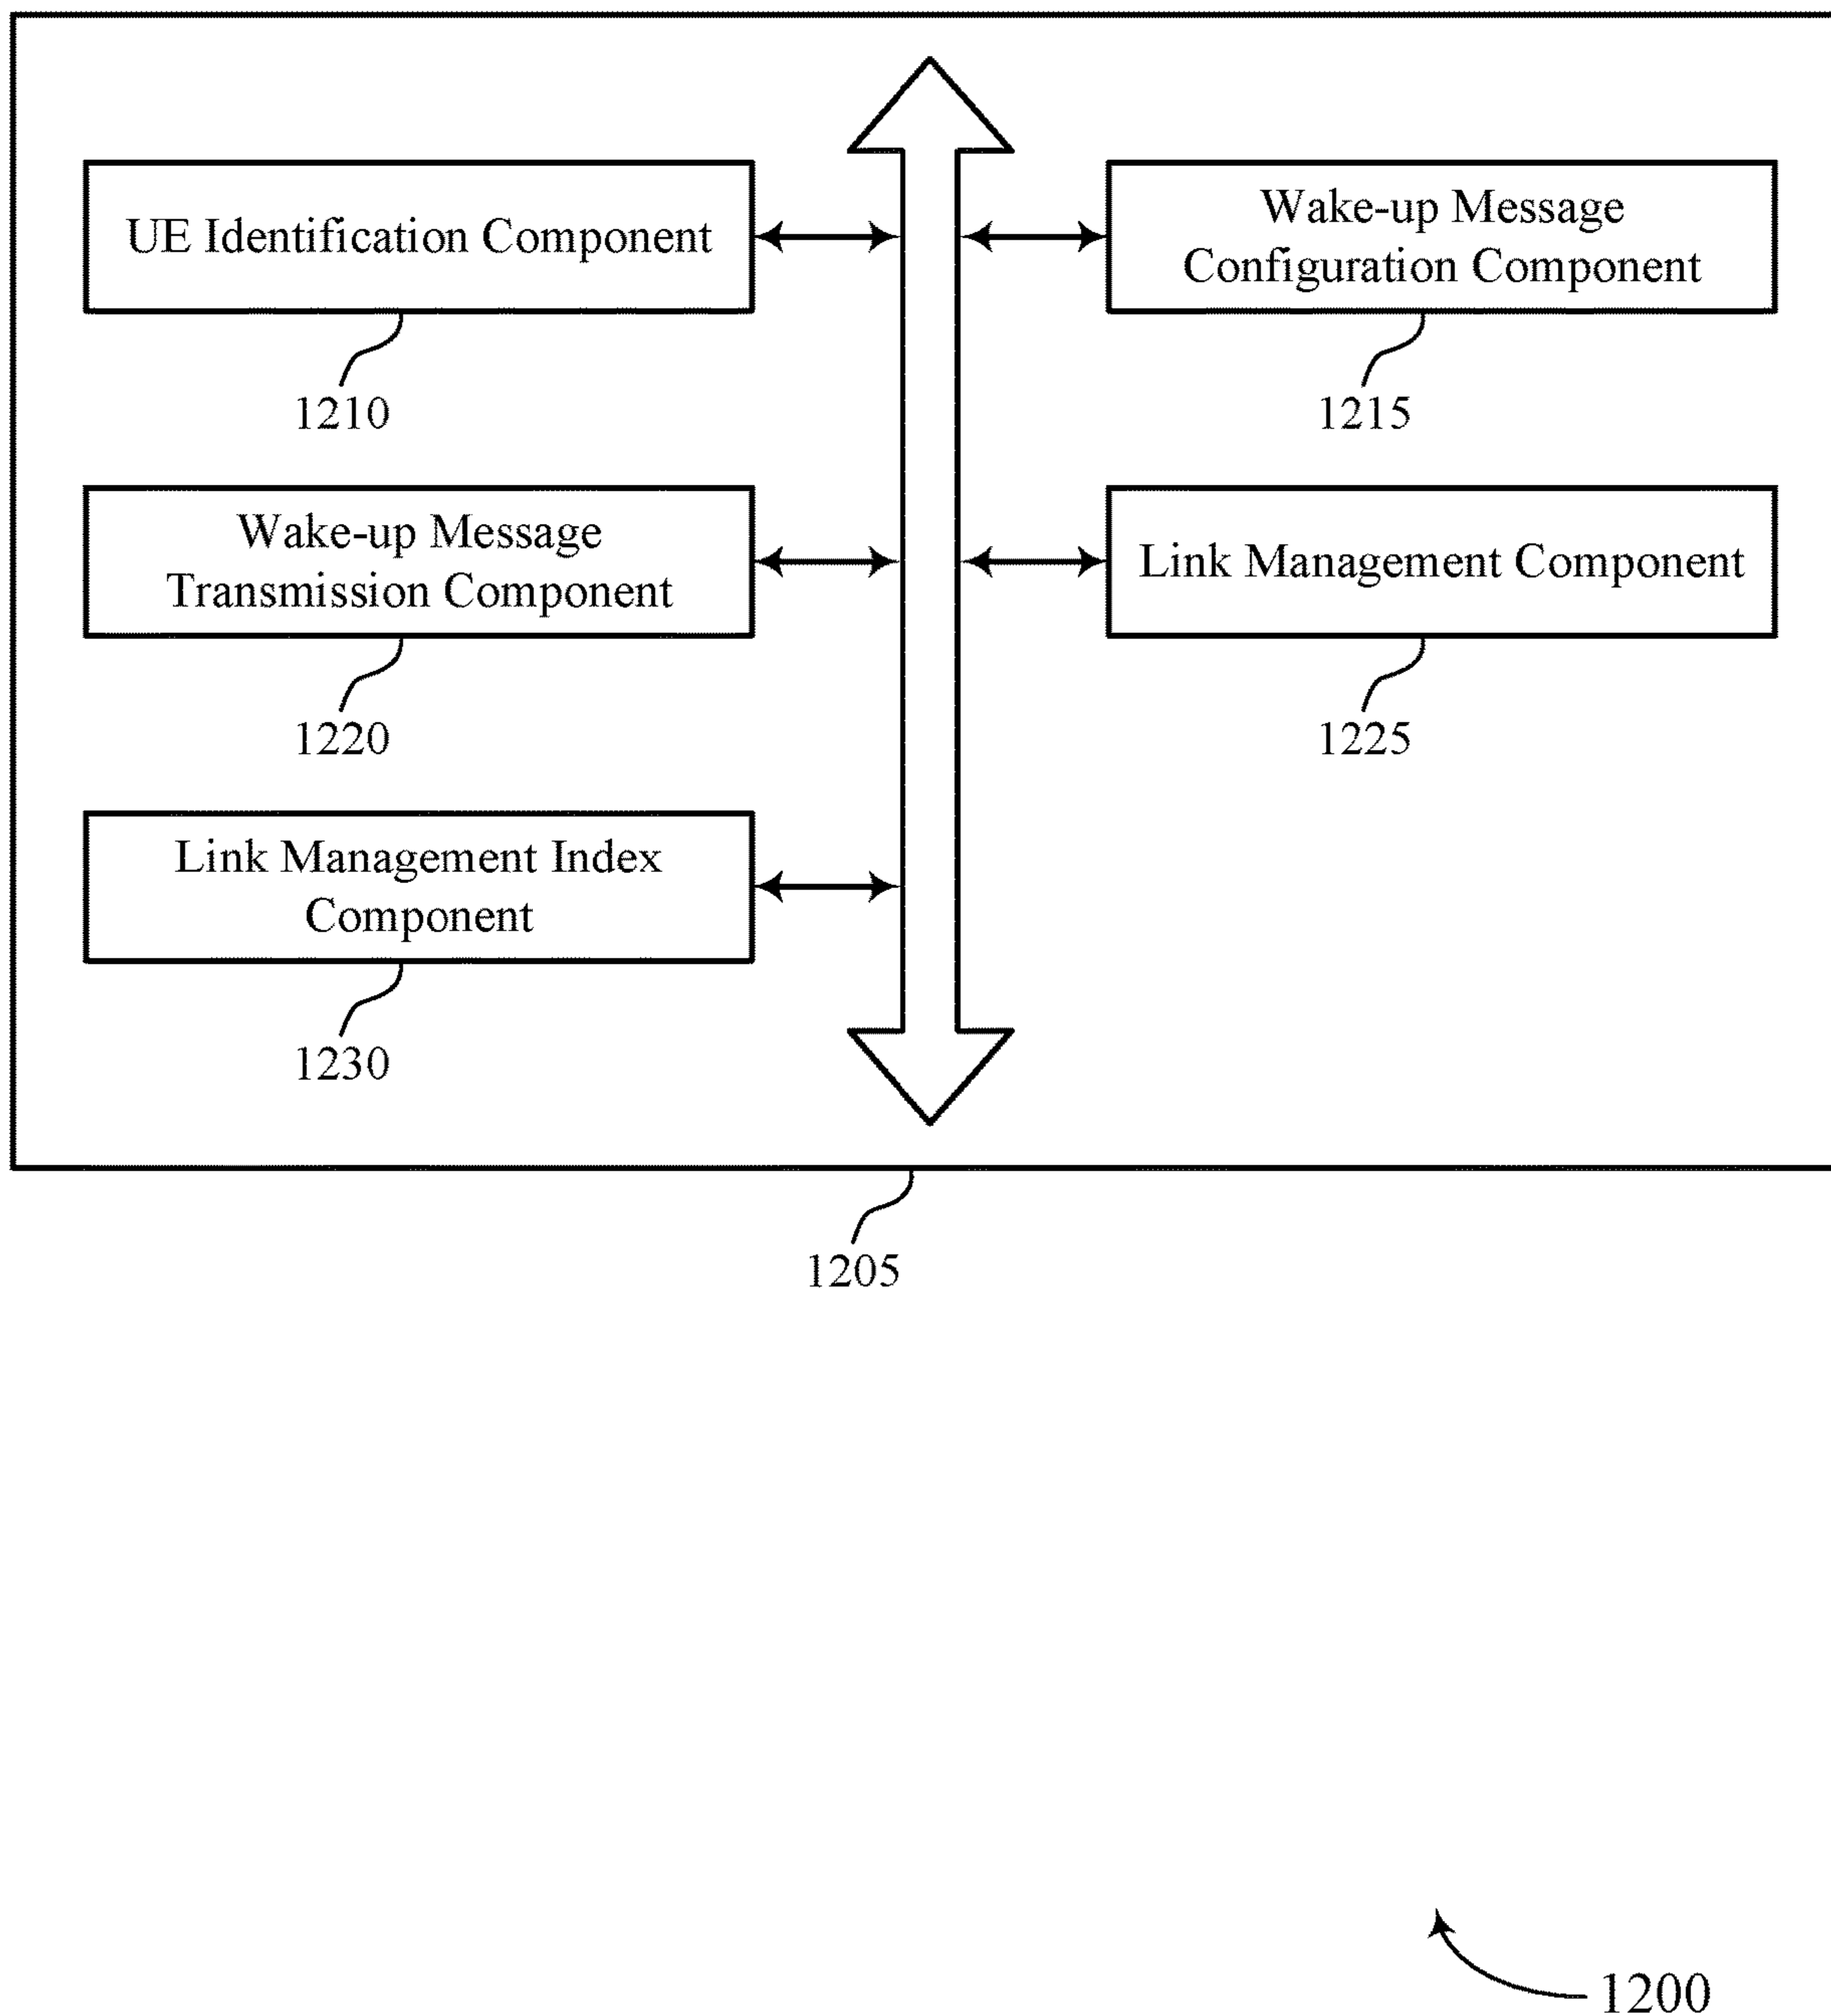 UE Identification Component
1210
Wake-up Message
Configuration Component
1215
Wake-up Message
Transmission Component
1220
Link Management Component
1225
Link Management Index
Component
1230
1205
1200